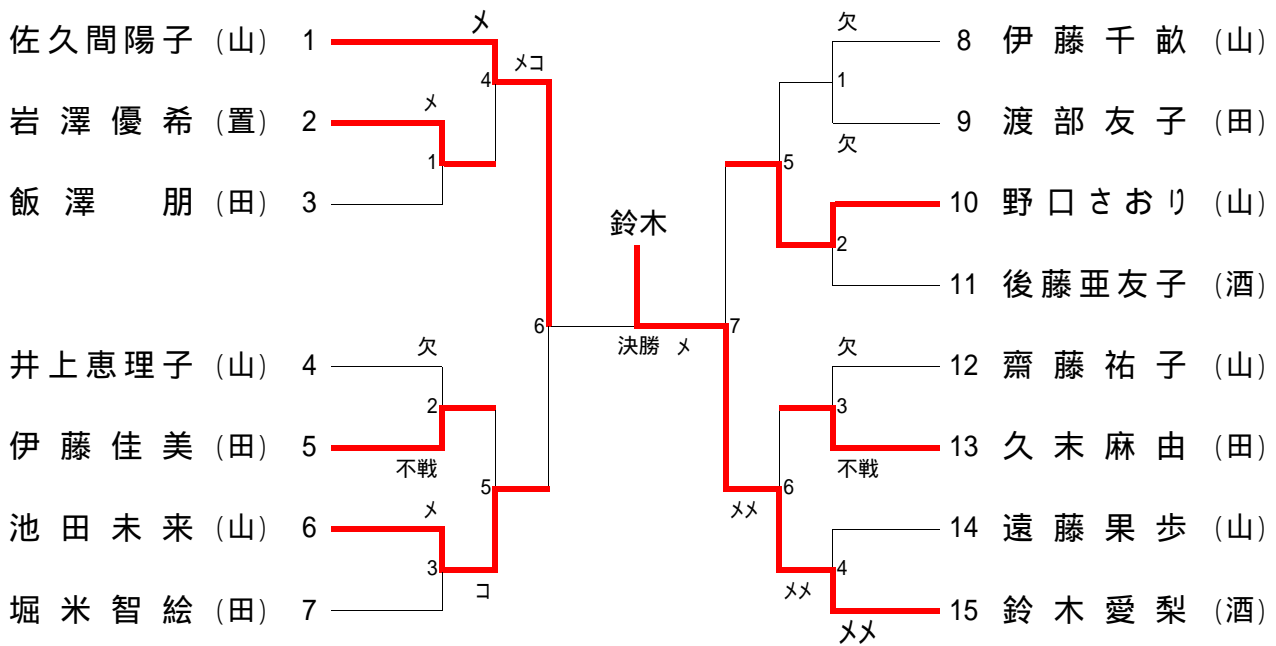 佐久間陽子 (山) 1
メ
4
メコ
岩澤優希 (置) 2
メ
1
飯澤 朋 (田) 3
井上恵理子 (山) 4
欠
2
伊藤佳美 (田) 5
不戦
5
池田未来 (山) 6
メ
3
コ
堀米智絵 (田) 7
6
鈴木
決勝 メ
7
欠
8 伊藤千畝 (山)
1
9 渡部友子 (田)
欠
5
10 野口さおり (山)
2
11 後藤亜友子 (酒)
欠
12 齋藤祐子 (山)
3
13 久末麻由 (田)
不戦
6
メメ
14 遠藤果歩 (山)
4
メメ
15 鈴木愛梨 (酒)
メメ